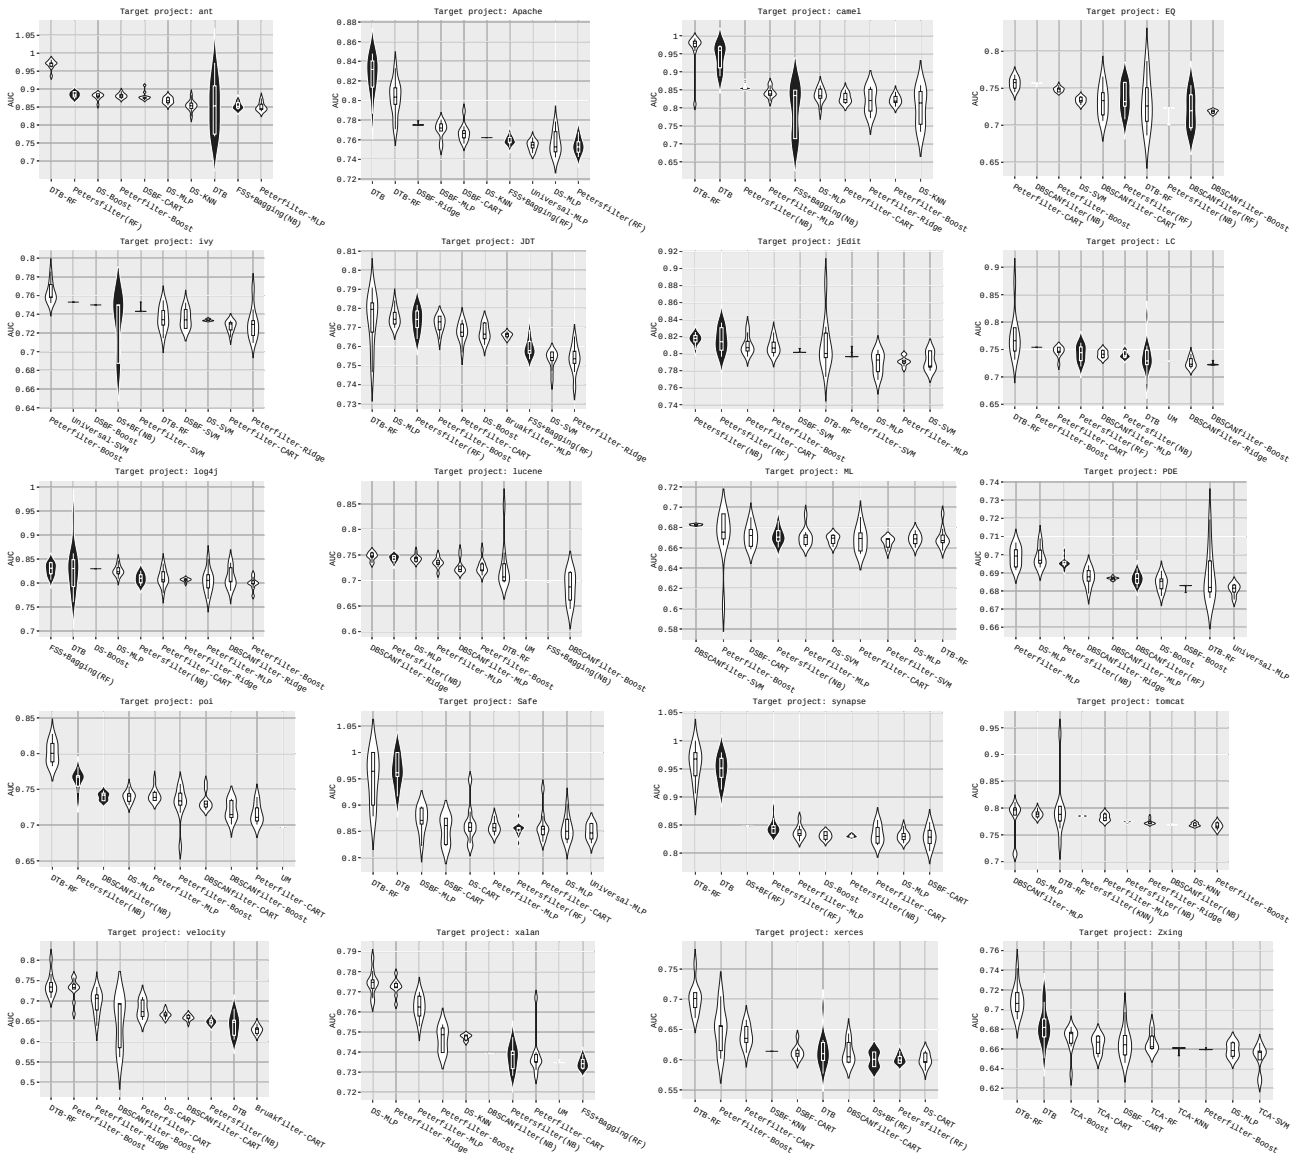 Target project: ant
AUC
1.05
1
0.95
0.9
0.85
0.8
0.75
0.7
DTB-RF
Petersfilter(RF)
DS-Boost
Peterfilter-Boost
DSBF-CART
DS-MLP
DS-KNN
DTB
FSS+Bagging(NB)
Peterfilter-MLP
Target project: Apache
AUC
0.88
0.86
0.84
0.82
0.8
0.78
0.76
0.74
0.72
DTB
DTB-RF
DSBF-Ridge
DSBF-MLP
DSBF-CART
DS-KNN
FSS+Bagging(RF)
Universal-MLP
DS-MLP
Petersfilter(RF)
Target project: camel
AUC
1
0.95
0.9
0.85
0.8
0.75
0.7
0.65
DTB-RF
DTB
Petersfilter(NB)
Peterfilter-MLP
FSS+Bagging(NB)
DS-MLP
Peterfilter-CART
Peterfilter-Ridge
Peterfilter-Boost
DS-KNN
Target project: EQ
AUC
0.8
0.75
0.7
0.65
Peterfilter-CART
DBSCANfilter-Boost
Peterfilter-Boost
DS-SVM
DBSCANfilter-CART
Petersfilter(RF)
DTB-RF
Petersfilter(NB)
DBSCANfilter(RF)
DBSCANfilter-Boost
Target project: ivy
AUC
0.8
0.78
0.76
0.74
0.72
0.7
0.68
0.66
0.64
Peterfilter-Boost
Universal-SVM
DSBF-Boost
DS+BF(NB)
Peterfilter-SVM
DTB-RF
DSBF-SVM
DS-SVM
Peterfilter-CART
Peterfilter-Ridge
Target project: JDT
AUC
0.81
0.8
0.79
0.78
0.77
0.76
0.75
0.74
0.73
DTB-RF
DS-MLP
Petersfilter(RF)
Peterfilter-CART
Peterfilter-Boost
DS-Boost
Bruakfilter-MLP
FSS+Bagging(RF)
DS-SVM
Peterfilter-Ridge
Target project: jEdit
AUC
0.92
0.9
0.88
0.86
0.84
0.82
0.8
0.78
0.76
0.74
Petersfilter(NB)
Petersfilter(RF)
Peterfilter-CART
Peterfilter-Boost
DSBF-SVM
DTB-RF
Peterfilter-SVM
DS-MLP
Peterfilter-MLP
DS-SVM
Target project: LC
AUC
0.9
0.85
0.8
0.75
0.7
0.65
DTB-RF
Peterfilter-Boost
Peterfilter-CART
Petersfilter(RF)
DBSCANfilter-MLP
Petersfilter(NB)
DTB
UM
DBSCANfilter-Ridge
DBSCANfilter-Boost
Target project: log4j
AUC
1
0.95
0.9
0.85
0.8
0.75
0.7
FSS+Bagging(RF)
DTB
DS-Boost
DS-MLP
Petersfilter(NB)
Peterfilter-CART
Peterfilter-Ridge
Peterfilter-MLP
DBSCANfilter-Ridge
Peterfilter-Boost
Target project: lucene
AUC
0.85
0.8
0.75
0.7
0.65
0.6
DBSCANfilter-Ridge
Petersfilter(NB)
DS-MLP
Peterfilter-MLP
DBSCANfilter-MLP
Peterfilter-Boost
DTB-RF
UM
FSS+Bagging(NB)
DBSCANfilter-Boost
Target project: ML
AUC
0.72
0.7
0.68
0.66
0.64
0.62
0.6
0.58
DBSCANfilter-SVM
Peterfilter-Boost
DSBF-CART
Petersfilter(NB)
Peterfilter-MLP
DS-SVM
Peterfilter-CART
Peterfilter-SVM
DS-MLP
DTB-RF
Target project: PDE
AUC
0.74
0.72
0.7
0.69
0.68
0.66
Peterfilter-MLP
DS-MLP
Petersfilter(NB)
DBSCANfilter-Ridge
DBSCANfilter-MLP
DBSCANfilter(RF)
DS-Boost
DSBF-Boost
DTB-RF
Universal-MLP
Target project: poi
AUC
0.85
0.8
0.75
0.7
0.65
DTB-RF
Petersfilter(NB)
DBSCANfilter(NB)
DS-MLP
Peterfilter-MLP
Peterfilter-Boost
DBSCANfilter-CART
DBSCANfilter-Boost
Peterfilter-CART
UM
Target project: Safe
AUC
1.05
1
0.95
0.9
0.85
0.8
DTB-RF
DTB
DSBF-MLP
DSBF-CART
DS-CART
Peterfilter-MLP
Petersfilter(RF)
Peterfilter-CART
DS-MLP
Universal-MLP
Target project: synapse
AUC
1.05
1
0.95
0.9
0.85
0.8
DTB-RF
DTB
DS+BF(RF)
Petersfilter(RF)
Peterfilter-MLP
DS-Boost
Petersfilter(NB)
Peterfilter-CART
DS-MLP
DSBF-CART
Target project: tomcat
AUC
0.95
0.9
0.85
0.8
0.75
0.7
DBSCANfilter-MLP
DS-MLP
DTB-RF
Petersfilter(KNN)
Peterfilter-MLP
Petersfilter(NB)
Peterfilter-Ridge
DBSCANfilter(NB)
DS-KNN
Peterfilter-Boost
Target project: velocity
AUC
0.8
0.75
0.7
0.65
0.6
0.55
0.5
DTB-RF
Peterfilter-Boost
Peterfilter-Ridge
DBSCANfilter-Boost
Peterfilter-CART
DS-CART
DBSCANfilter-CART
Petersfilter(NB)
DTB
Bruakfilter-CART
Target project: xalan
AUC
0.79
0.78
0.77
0.76
0.75
0.74
0.73
0.72
DS-MLP
Peterfilter-Ridge
Peterfilter-MLP
Peterfilter-Boost
DS-KNN
DBSCANfilter(NB)
Petersfilter(NB)
Peterfilter-CART
UM
FSS+Bagging(RF)
Target project: xerces
AUC
0.75
0.7
0.65
0.6
0.55
DTB-RF
Peterfilter-Boost
Peterfilter-CART
DSBF-KNN
DSBF-CART
DTB
DBSCANfilter-CART
DS+BF(RF)
Petersfilter(RF)
DS-CART
Target project: Zxing
AUC
0.76
0.74
0.72
0.7
0.68
0.66
0.64
0.62
DTB-RF
DTB
TCA-Boost
TCA-CART
DSBF-CART
TCA-RF
TCA-KNN
Peterfilter-Boost
DS-MLP
TCA-SVM